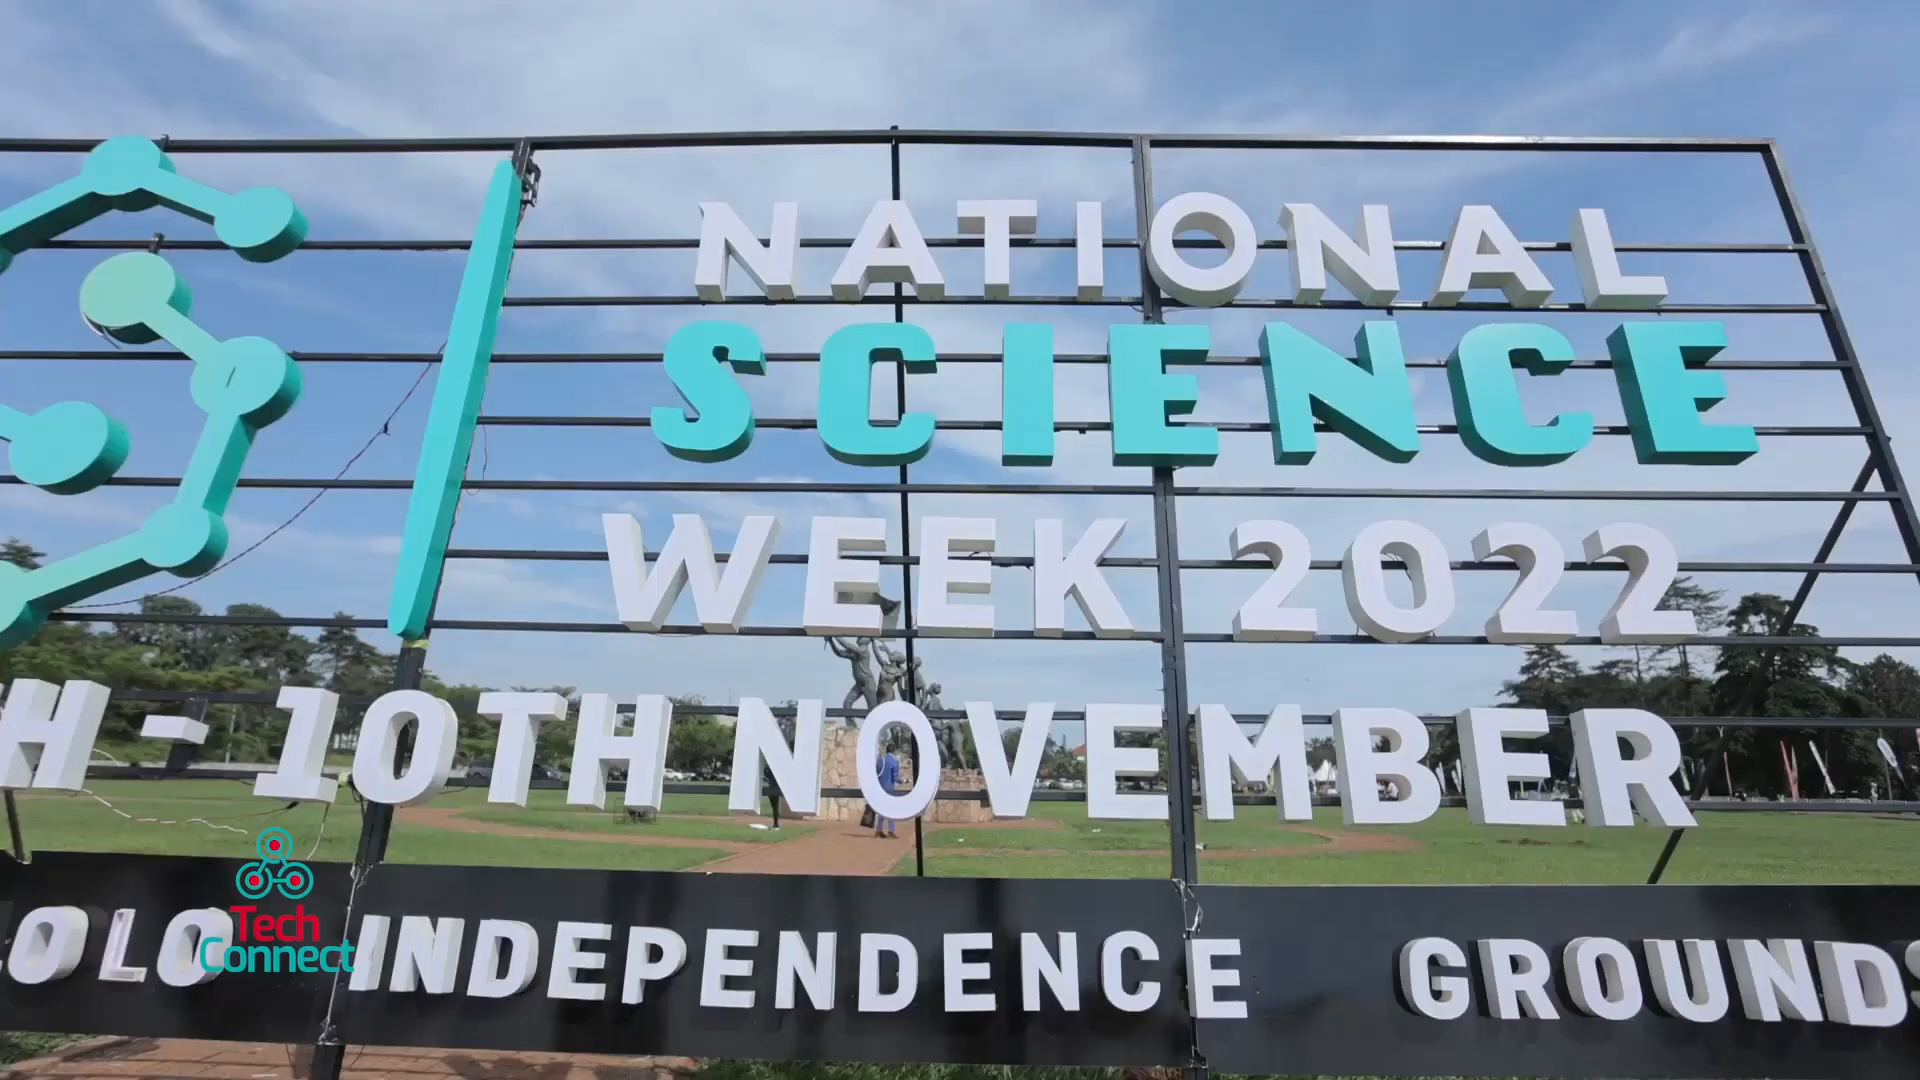 NATIONAL
SCIENCE
WEEK 2022
H - 10TH NOVEMBER
OLO INDEPENDENCE GROUNDS
Tech
Connect